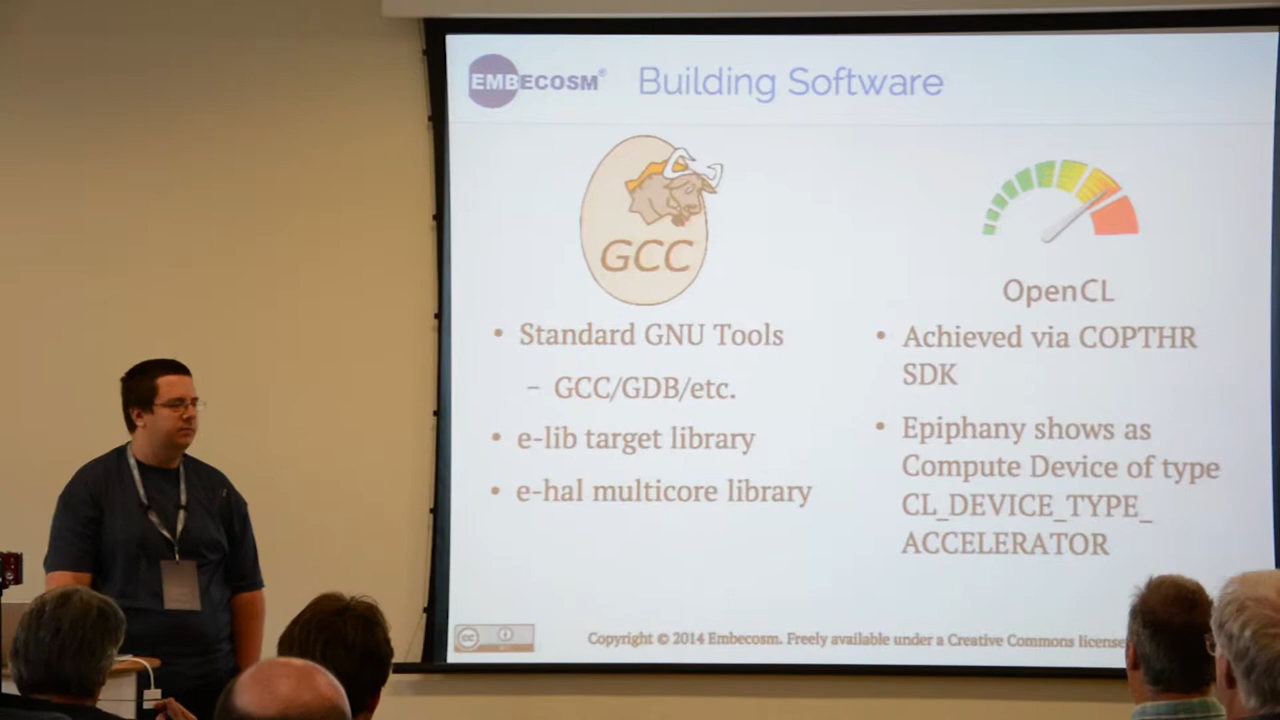 EMBECOSM®
Building Software
GCC
• Standard GNU Tools
– GCC/GDB/etc.
• e-lib target library
• e-hal multicore library
OpenCL
• Achieved via COPTHR
SDK
• Epiphany shows as
Compute Device of type
CL_DEVICE_TYPE_
ACCELERATOR
cc
Copyright © 2014 Embecosm. Freely available under a Creative Commons license